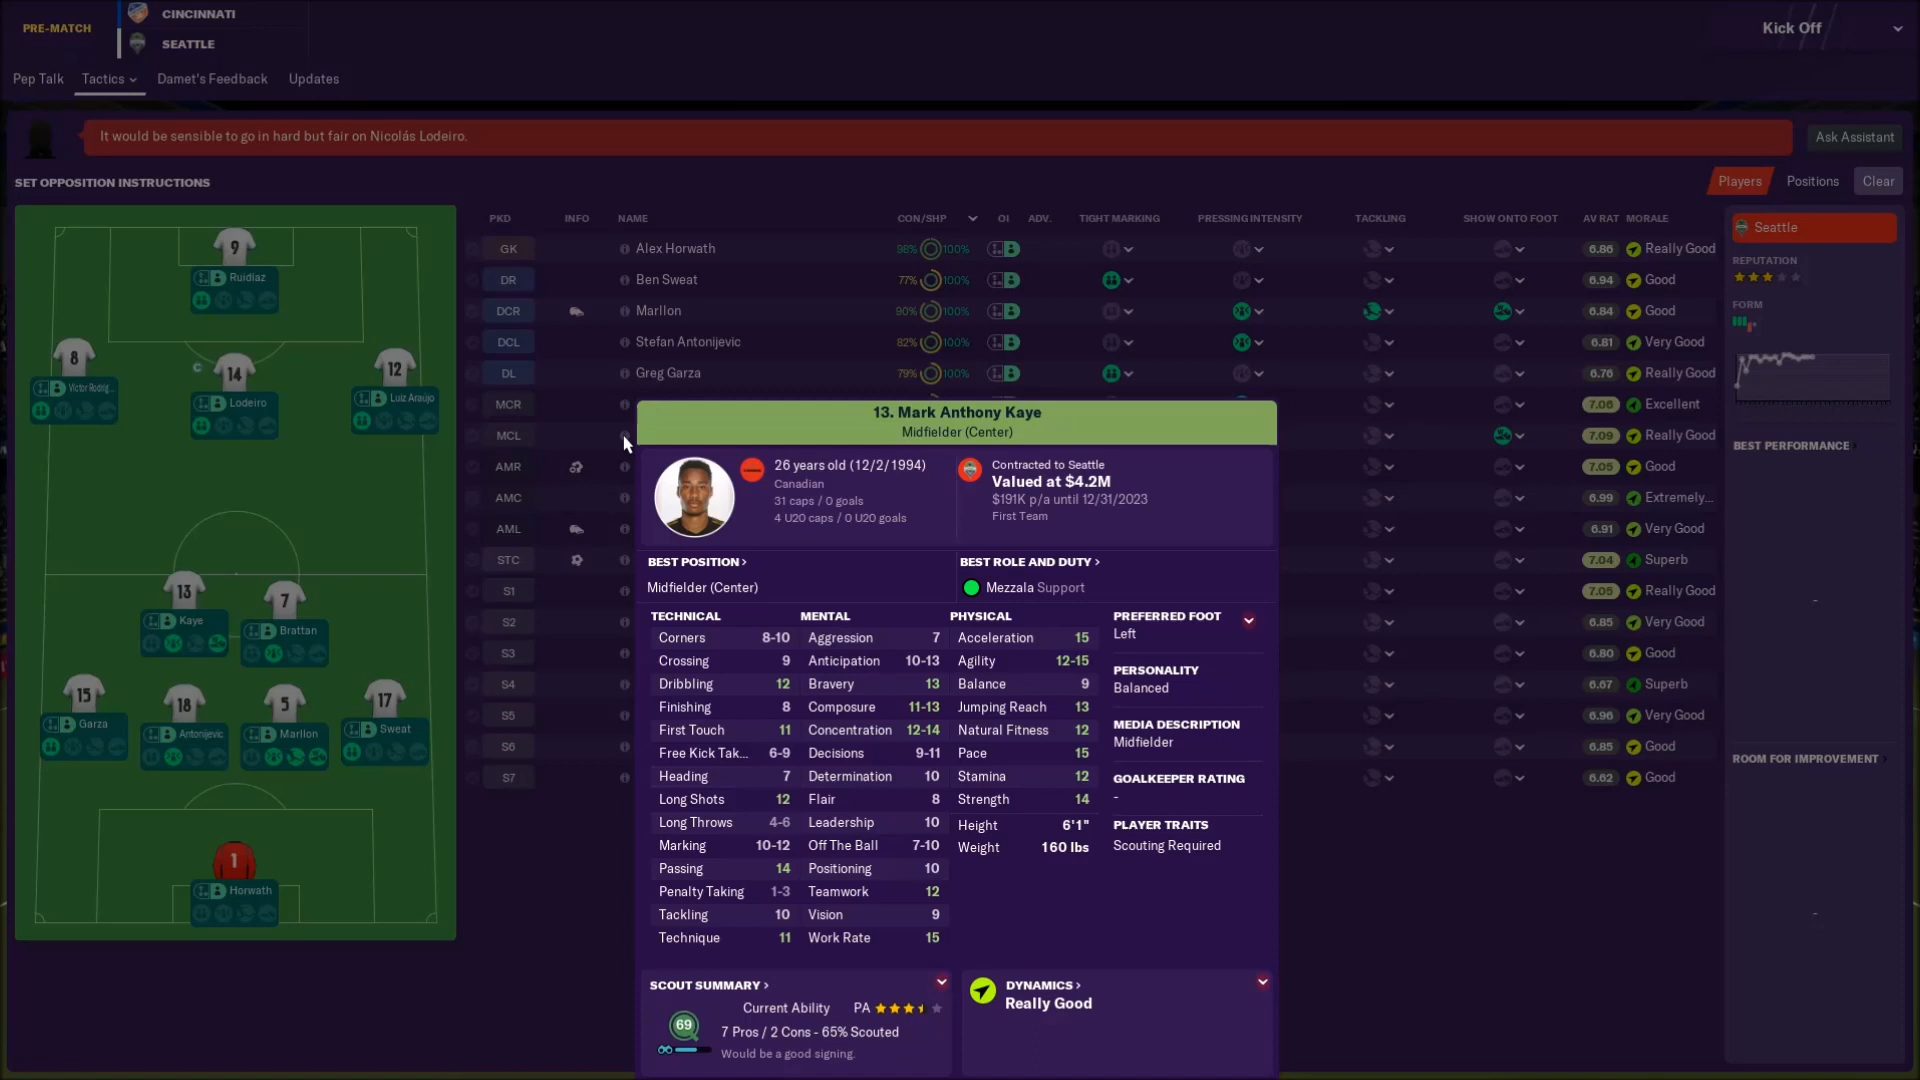 PRE-MATCH
CINCINNATI
SEATTLE
Kick Off
Pep Talk
Tactics
Damet's Feedback
Updates
It would be sensible to go in hard but fair on Nicolás Lodeiro.
Ask Assistant
SET OPPOSITION INSTRUCTIONS
Players
Positions
Clear
9
Ruidíaz
8
Víctor Rodríg...
C
14
Lodeiro
12
Luiz Araújo
13
Kaye
7
Brattan
15
Garza
18
Antonijevic
5
Marllon
17
Sweat
1
Horwath
PKD INFO NAME CON/SHP OI ADV. TIGHT MARKING PRESSING INTENSITY TACKLING SHOW ONTO FOOT AV RAT MORALE
GK Alex Horwath 98% 100% 6.86 Really Good
DR Ben Sweat 77% 100% 6.94 Good
DCR Marllon 90% 100% 6.84 Good
DCL Stefan Antonijevic 82% 100% 6.81 Very Good
DL Greg Garza 79% 100% 6.76 Really Good
MCR 7.06 Excellent
MCL 7.09 Really Good
AMR 7.05 Good
AMC 6.99 Extremely...
AML 6.91 Very Good
STC 7.04 Superb
S1 7.05 Really Good
S2 6.85 Very Good
S3 6.80 Good
S4 6.67 Superb
S5 6.96 Very Good
S6 6.85 Good
S7 6.62 Good
13. Mark Anthony Kaye
Midfielder (Center)
26 years old (12/2/1994)
Canadian
31 caps / 0 goals
4 U20 caps / 0 U20 goals
Contracted to Seattle
Valued at $4.2M
$191K p/a until 12/31/2023
First Team
BEST POSITION >
Midfielder (Center)
BEST ROLE AND DUTY >
Mezzala Support
TECHNICAL
Corners 8-10
Crossing 9
Dribbling 12
Finishing 8
First Touch 11
Free Kick Tak... 6-9
Heading 7
Long Shots 12
Long Throws 4-6
Marking 10-12
Passing 14
Penalty Taking 1-3
Tackling 10
Technique 11
MENTAL
Aggression 7
Anticipation 10-13
Bravery 13
Composure 11-13
Concentration 12-14
Decisions 9-11
Determination 10
Flair 8
Leadership 10
Off The Ball 7-10
Positioning 10
Teamwork 12
Vision 9
Work Rate 15
PHYSICAL
Acceleration 15
Agility 12-15
Balance 9
Jumping Reach 13
Natural Fitness 12
Pace 15
Stamina 12
Strength 14
Height 6'1"
Weight 160 lbs
PREFERRED FOOT
Left
PERSONALITY
Balanced
MEDIA DESCRIPTION
Midfielder
GOALKEEPER RATING
-
PLAYER TRAITS
Scouting Required
SCOUT SUMMARY >
69
Current Ability PA
7 Pros / 2 Cons - 65% Scouted
Would be a good signing.
DYNAMICS >
Really Good
Seattle
REPUTATION
FORM
BEST PERFORMANCE
-
ROOM FOR IMPROVEMENT
-